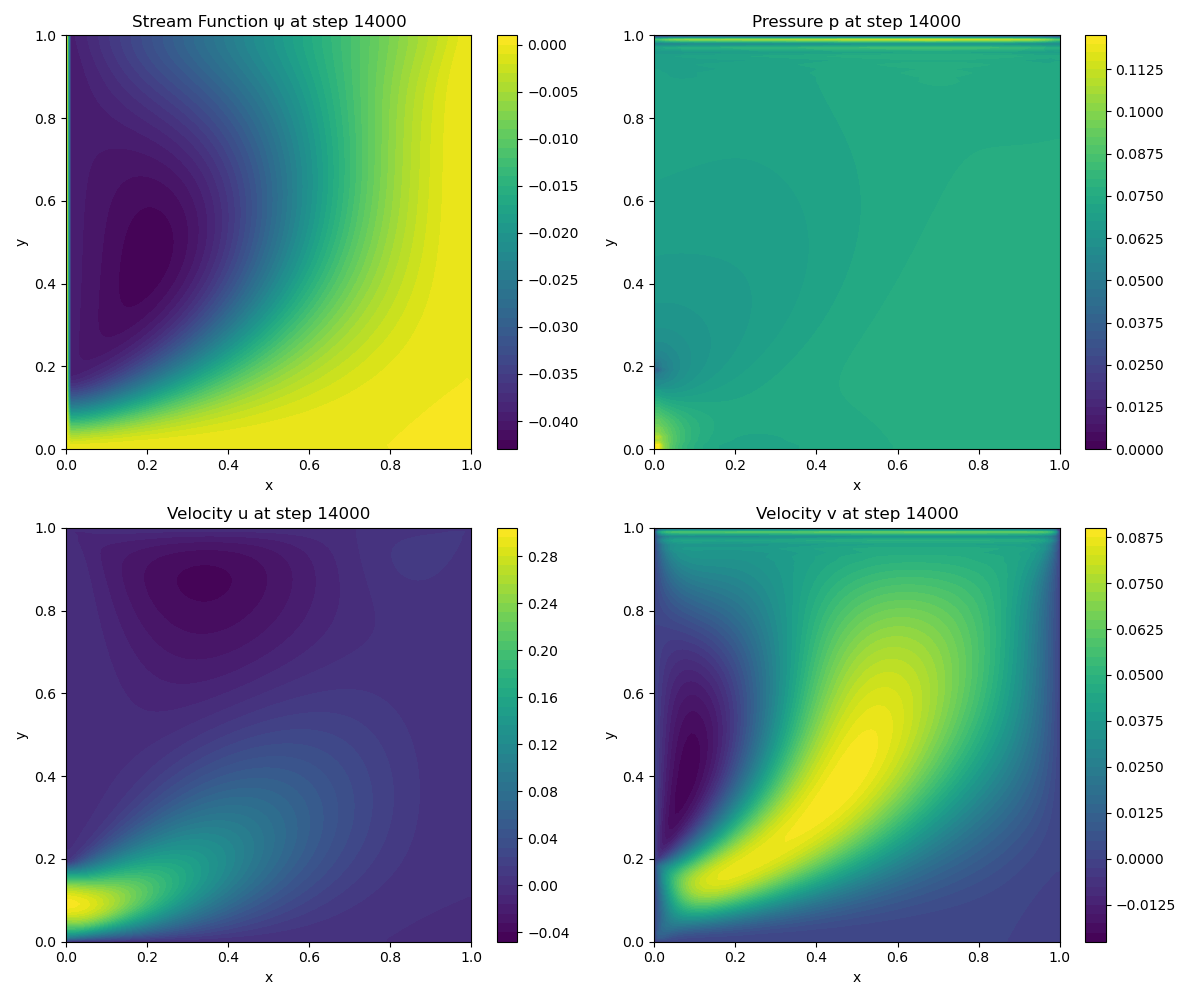 Stream Function ψ at step 14000
Pressure p at step 14000
1.0 0.8 0.6 0.4 0.2 0.0
y
0.0 0.2 0.4 0.6 0.8 1.0
x
0.000 −0.005 −0.010 −0.015 −0.020 −0.025 −0.030 −0.035 −0.040
1.0 0.8 0.6 0.4 0.2 0.0
y
0.0 0.2 0.4 0.6 0.8 1.0
x
0.1125 0.1000 0.0875 0.0750 0.0625 0.0500 0.0375 0.0250 0.0125 0.0000
Velocity u at step 14000
Velocity v at step 14000
1.0 0.8 0.6 0.4 0.2 0.0
y
0.0 0.2 0.4 0.6 0.8 1.0
x
0.28 0.24 0.20 0.16 0.12 0.08 0.04 0.00 −0.04
1.0 0.8 0.6 0.4 0.2 0.0
y
0.0 0.2 0.4 0.6 0.8 1.0
x
0.0875 0.0750 0.0625 0.0500 0.0375 0.0250 0.0125 0.0000 −0.0125